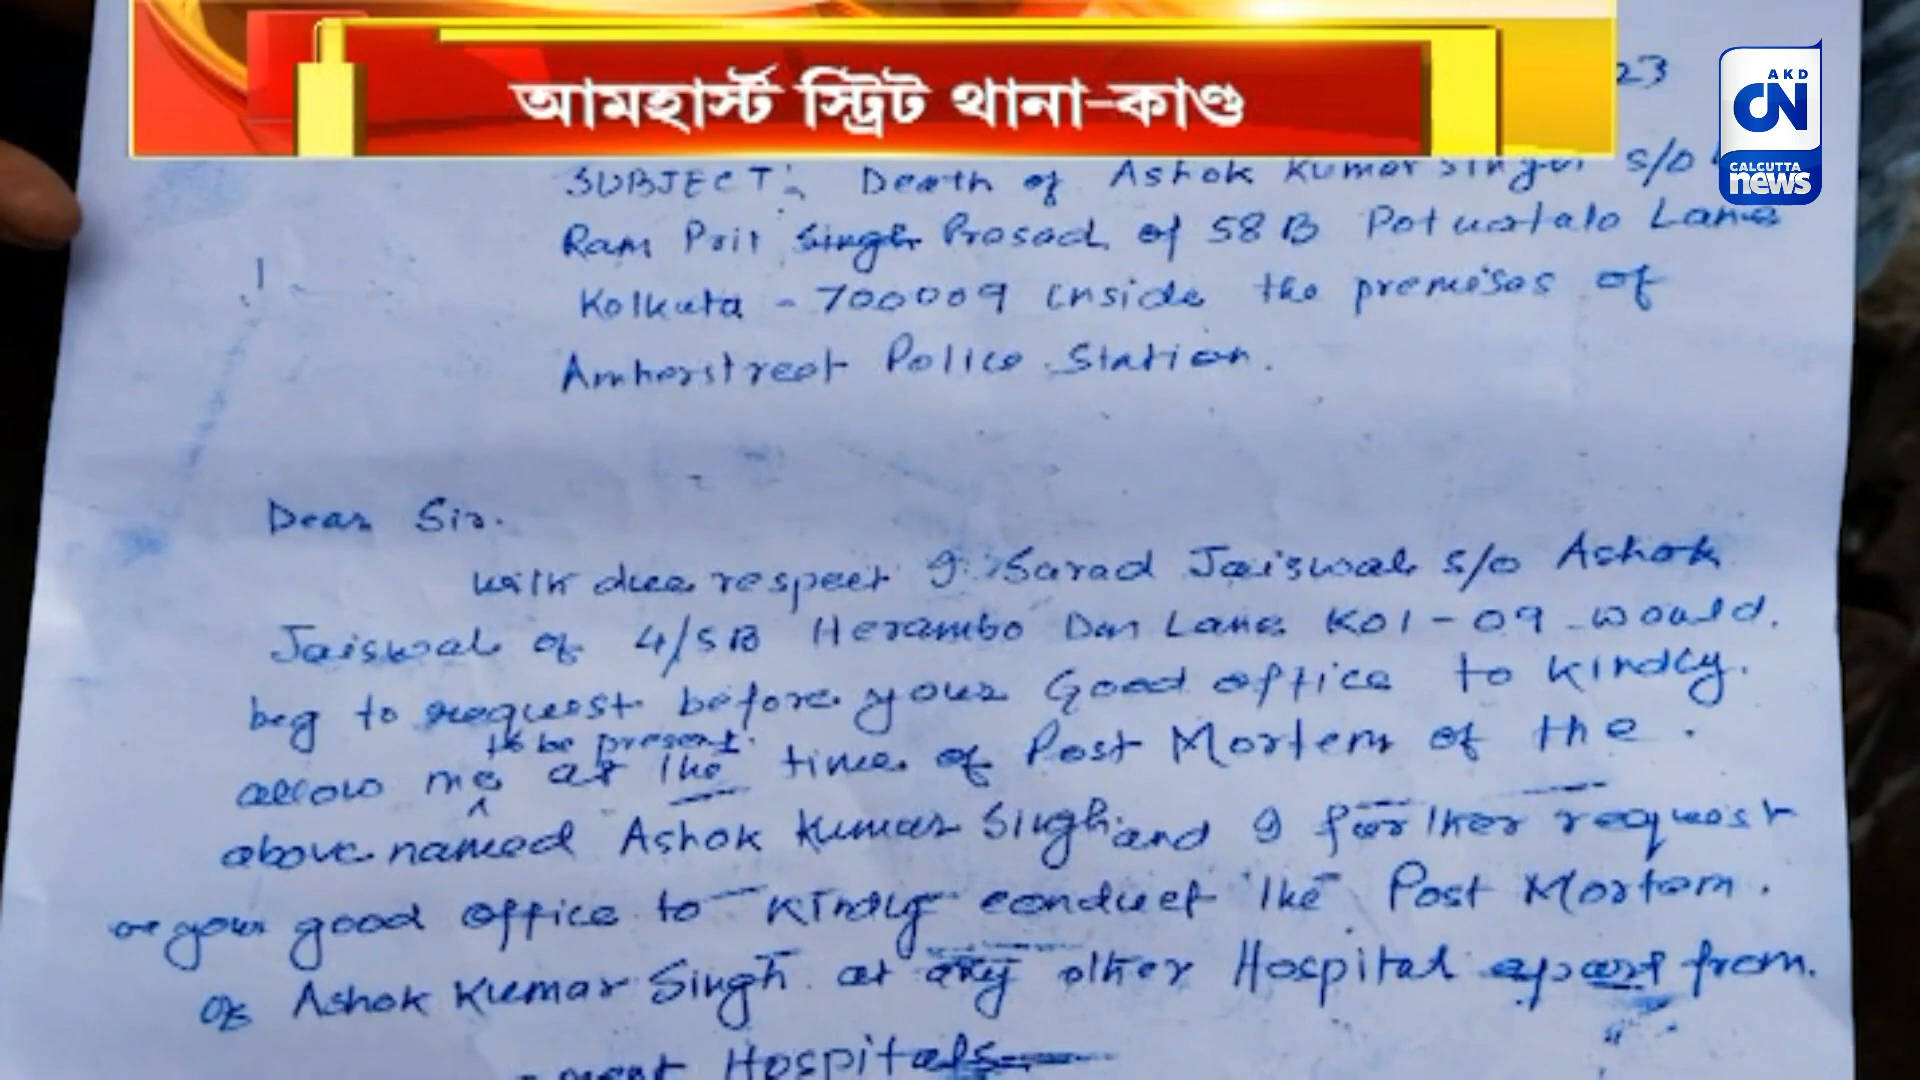 আমহার্স্ট স্ট্রিট থানা-কাণ্ড
AKD
CN
CALCUTTA
news
23
SUBJECT:- Death of Ashok Kumar Singh s/o
Ram Prit Singh Prosad of 58 B Potuatala Lane
Kolkata - 700009 inside the premises of
Amherstreet Police Station.
Dear Sir.
With due respect I Sarad Jaiswal s/o Ashok
Jaiswal of 4/5B Herambo Das Lane Kol-09 would
beg to request before your Good office to kindly
to be present
allow me at the time of Post Mortem of the
above named Ashok Kumar Singh and I further request
your good office to kindly conduct the Post Mortem
of Ashok Kumar Singh at any other Hospital apart from
Hospitals